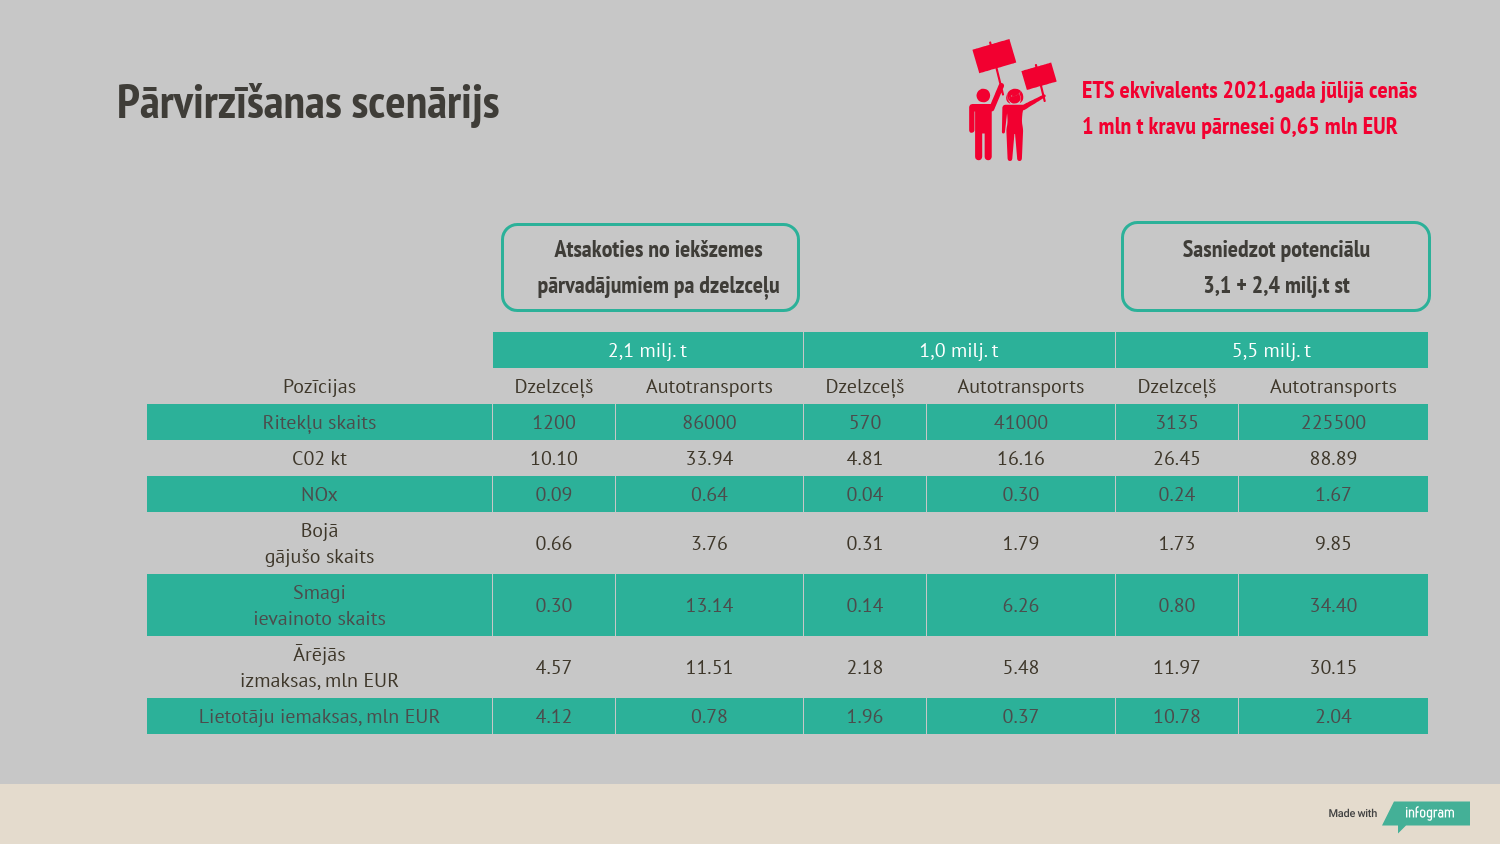 Pārvirzīšanas scenārijs
ETS ekvivalents 2021.gada jūlijā cenās
1 mln t kravu pārnesei 0,65 mln EUR
Atsakoties no iekšzemes
pārvadājumiem pa dzelzceļu
Sasniedzot potenciālu
3,1 + 2,4 milj.t st
2,1 milj. t 1,0 milj. t 5,5 milj. t
Pozīcijas Dzelzceļš Autotransports Dzelzceļš Autotransports Dzelzceļš Autotransports
Ritekļu skaits 1200 86000 570 41000 3135 225500
C02 kt 10.10 33.94 4.81 16.16 26.45 88.89
NOx 0.09 0.64 0.04 0.30 0.24 1.67
Bojā
gājušo skaits 0.66 3.76 0.31 1.79 1.73 9.85
Smagi
ievainoto skaits 0.30 13.14 0.14 6.26 0.80 34.40
Ārējās
izmaksas, mln EUR 4.57 11.51 2.18 5.48 11.97 30.15
Lietotāju iemaksas, mln EUR 4.12 0.78 1.96 0.37 10.78 2.04
Made with infogram